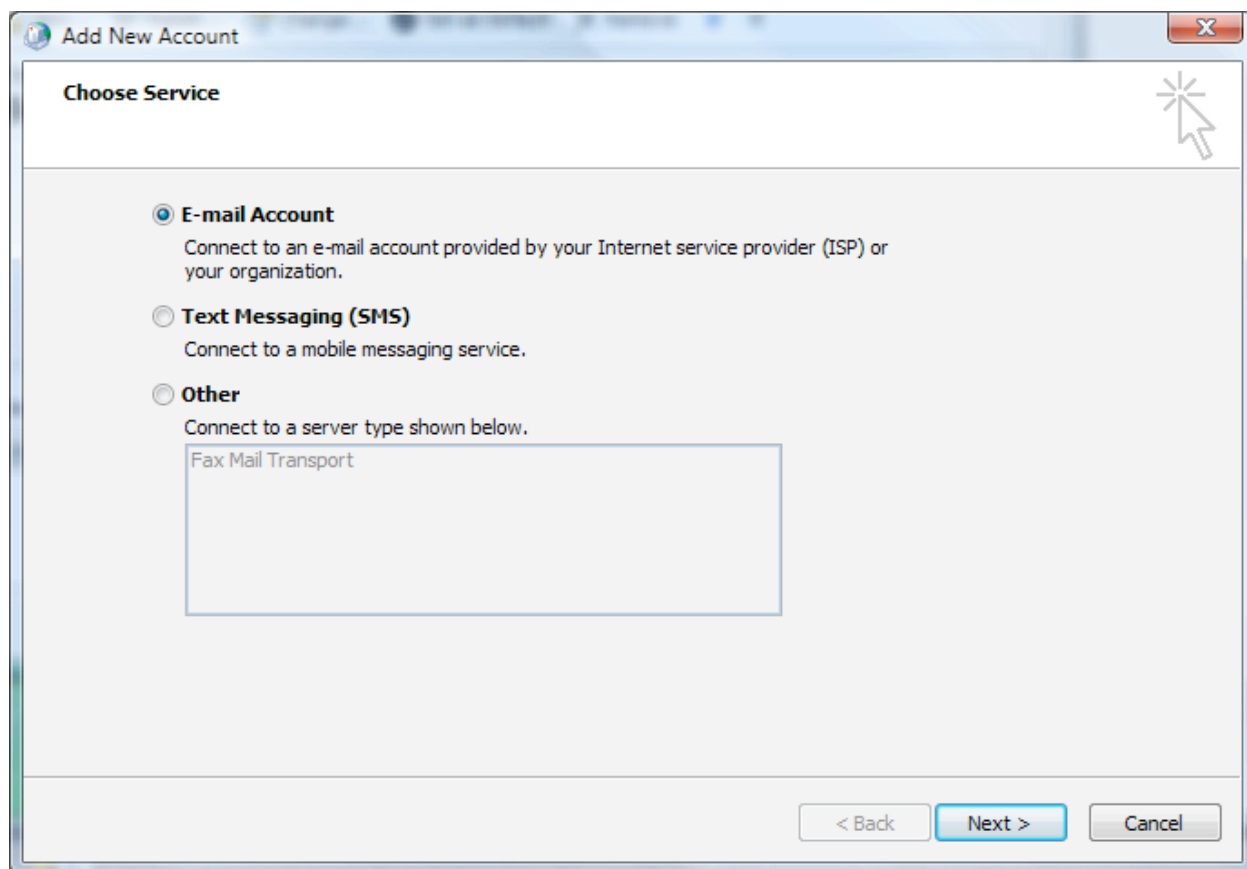 Add New Account
Choose Service
E-mail Account
Connect to an e-mail account provided by your Internet service provider (ISP) or
your organization.
Text Messaging (SMS)
Connect to a mobile messaging service.
Other
Connect to a server type shown below.
Fax Mail Transport
< Back
Next >
Cancel